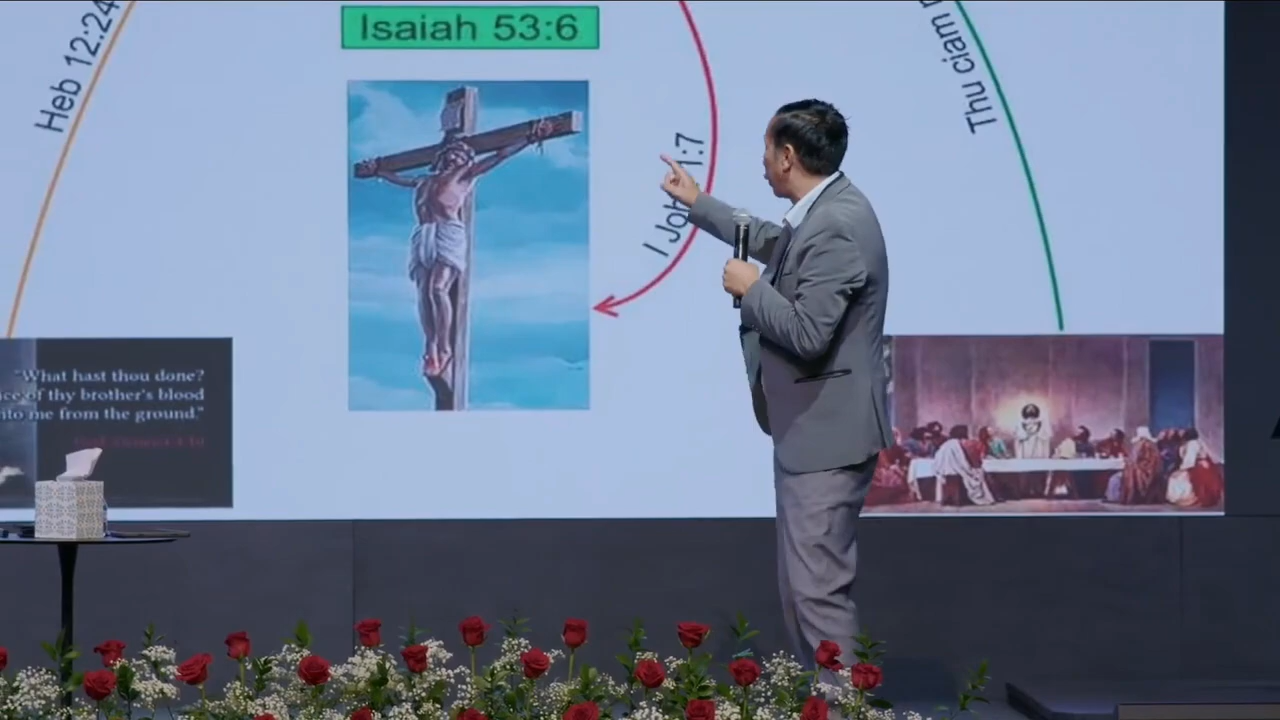 Heb 12:24
Isaiah 53:6
Thu ciam
I Joh 1:7
"What hast thou done?
ice of thy brother's blood
nto me from the ground."